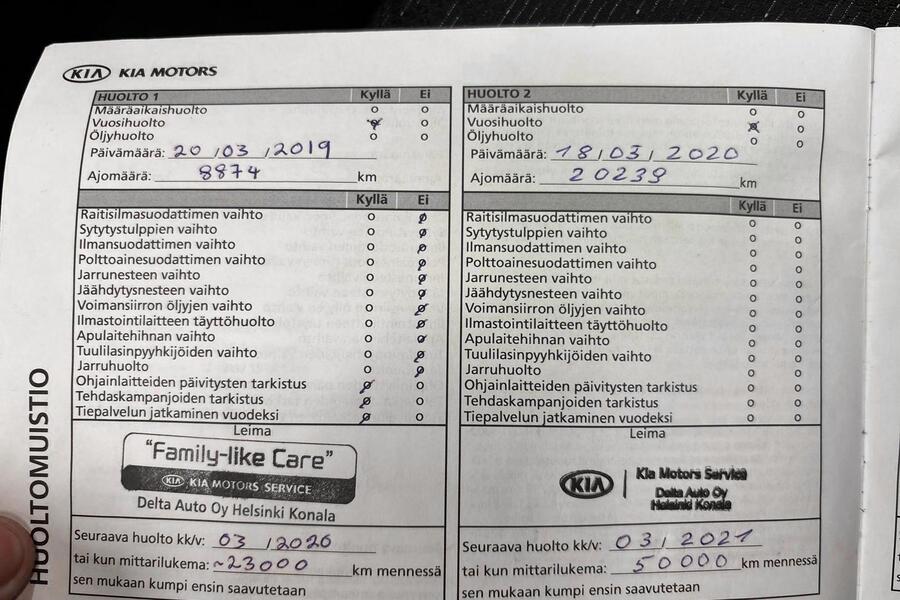 KIA KIA MOTORS
HUOLTO 1 Kyllä Ei
Määräaikaishuolto o o
Vuosihuolto o o
Öljyhuolto o o
Päivämäärä: 20 / 03 / 2019
Ajomäärä: 8874 km
Kyllä Ei
Raitisilmasuodattimen vaihto o o
Sytytystulppien vaihto o o
Ilmansuodattimen vaihto o o
Polttoainesuodattimen vaihto o o
Jarrunesteen vaihto o o
Jäähdytysnesteen vaihto o o
Voimansiirron öljyjen vaihto o o
Ilmastointilaitteen täyttöhuolto o o
Apulaitehihnan vaihto o o
Tuulilasinpyyhkijöiden vaihto o o
Jarruhuolto o o
Ohjainlaitteiden päivitysten tarkistus o o
Tehdaskampanjoiden tarkistus o o
Tiepalvelun jatkaminen vuodeksi o o
Leima
"Family-like Care"
KIA KIA MOTORS SERVICE
Delta Auto Oy Helsinki Konala
Seuraava huolto kk/v: 03 / 2020
tai kun mittarilukema: ~23000 km mennessä
sen mukaan kumpi ensin saavutetaan
HUOLTO 2 Kyllä Ei
Määräaikaishuolto o o
Vuosihuolto o o
Öljyhuolto o o
Päivämäärä: 18 / 03 / 2020
Ajomäärä: 20239 km
Kyllä Ei
Raitisilmasuodattimen vaihto o o
Sytytystulppien vaihto o o
Ilmansuodattimen vaihto o o
Polttoainesuodattimen vaihto o o
Jarrunesteen vaihto o o
Jäähdytysnesteen vaihto o o
Voimansiirron öljyjen vaihto o o
Ilmastointilaitteen täyttöhuolto o o
Apulaitehihnan vaihto o o
Tuulilasinpyyhkijöiden vaihto o o
Jarruhuolto o o
Ohjainlaitteiden päivitysten tarkistus o o
Tehdaskampanjoiden tarkistus o o
Tiepalvelun jatkaminen vuodeksi o o
Leima
KIA Kia Motors Service
Delta Auto Oy
Helsinki Konala
Seuraava huolto kk/v: 03 / 2021
tai kun mittarilukema: 50000 km mennessä
sen mukaan kumpi ensin saavutetaan
HUOLTOMUISTIO